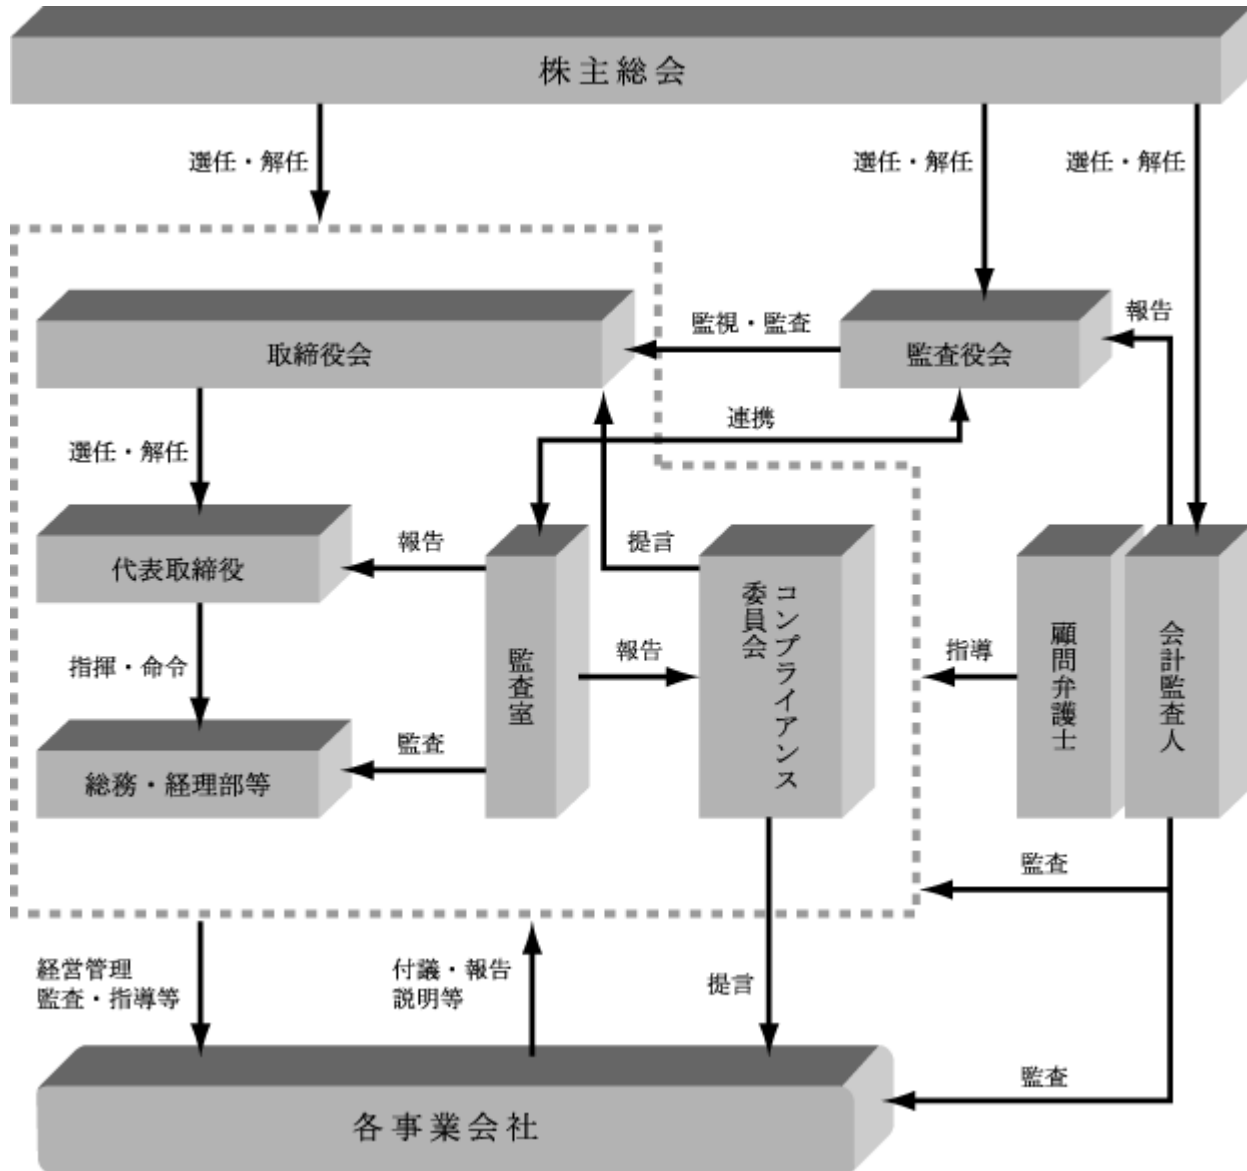 株主総会
選任・解任
選任・解任
選任・解任
取締役会
監視・監査
監査役会
報告
連携
選任・解任
代表取締役
報告
提言
指揮・命令
監査室
報告
コンプライアンス
委員会
指導
顧問弁護士
会計監査人
監査
総務・経理部等
監査
経営管理
監査・指導等
付議・報告
説明等
提言
監査
各事業会社